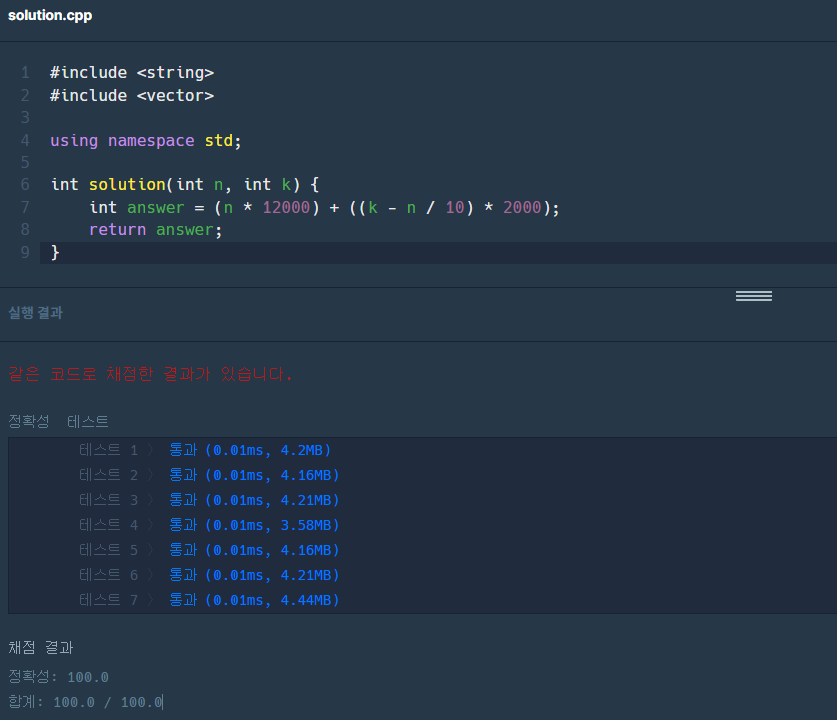 solution.cpp
1 #include <string>
2 #include <vector>
3
4 using namespace std;
5
6 int solution(int n, int k) {
7     int answer = (n * 12000) + ((k - n / 10) * 2000);
8     return answer;
9 }
실행 결과
같은 코드로 채점한 결과가 있습니다.
정확성 테스트
테스트 1 〉 통과 (0.01ms, 4.2MB)
테스트 2 〉 통과 (0.01ms, 4.16MB)
테스트 3 〉 통과 (0.01ms, 4.21MB)
테스트 4 〉 통과 (0.01ms, 3.58MB)
테스트 5 〉 통과 (0.01ms, 4.16MB)
테스트 6 〉 통과 (0.01ms, 4.21MB)
테스트 7 〉 통과 (0.01ms, 4.44MB)
채점 결과
정확성: 100.0
합계: 100.0 / 100.0